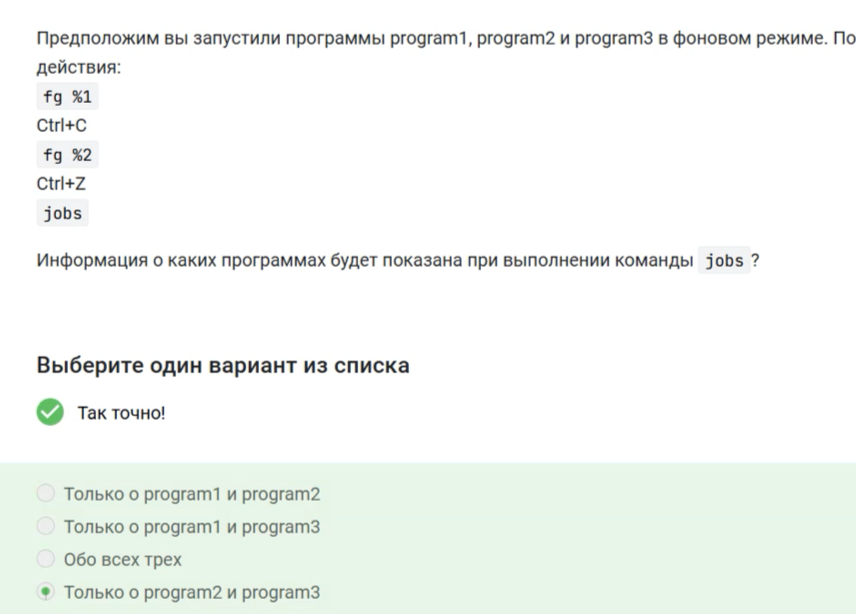 Предположим вы запустили программы program1, program2 и program3 в фоновом режиме. По
действия:
fg %1
Ctrl+C
fg %2
Ctrl+Z
jobs
Информация о каких программах будет показана при выполнении команды jobs ?
Выберите один вариант из списка
Так точно!
Только о program1 и program2
Только о program1 и program3
Обо всех трех
Только о program2 и program3